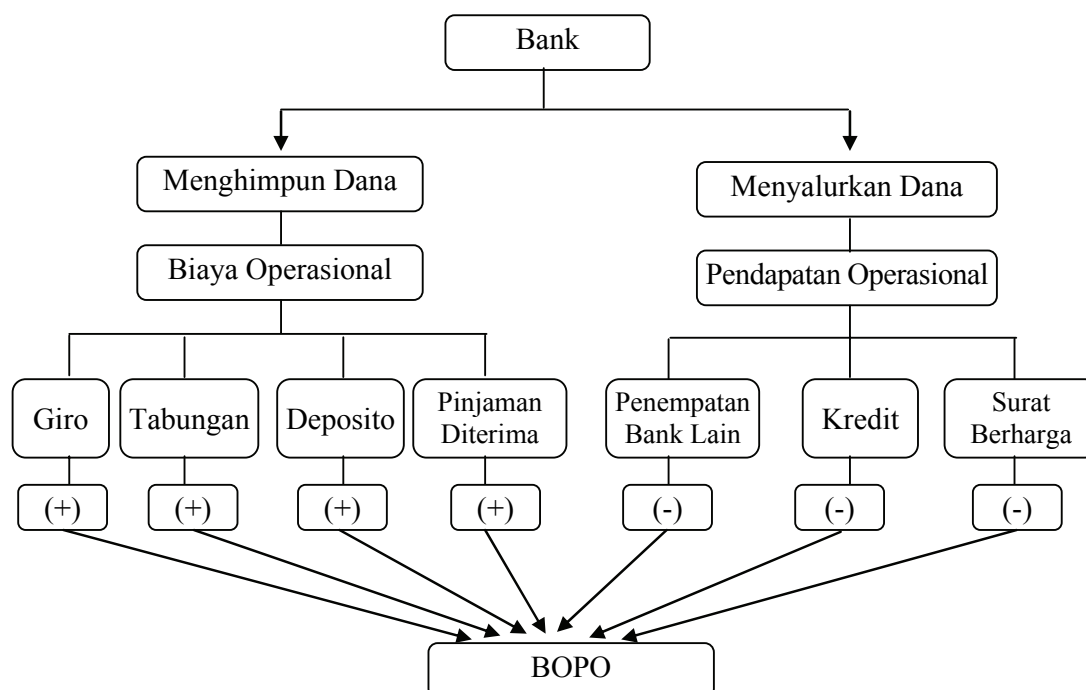 Bank
Menghimpun Dana
Menyalurkan Dana
Biaya Operasional
Pendapatan Operasional
Giro
Tabungan
Deposito
Pinjaman
Diterima
Penempatan
Bank Lain
Kredit
Surat
Berharga
(+)
(+)
(+)
(+)
(-)
(-)
(-)
BOPO